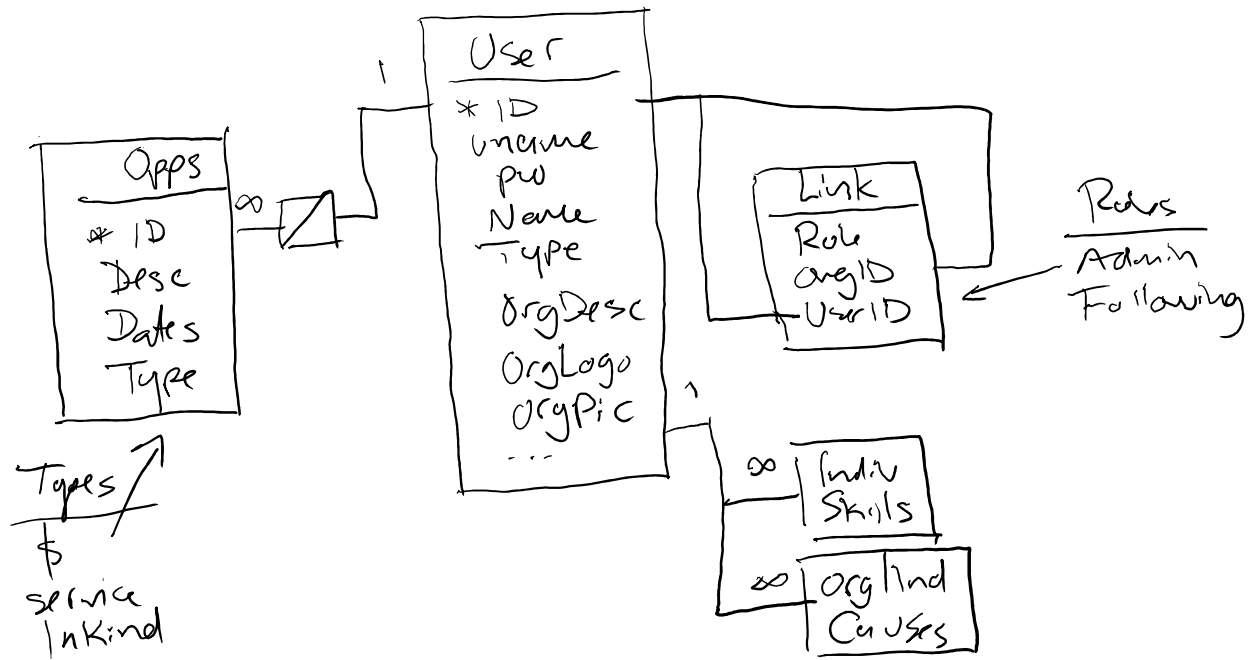 Opps
* ID
Desc
Dates
Type
Types
$
service
InKind
∞
1
User
* ID
uname
pw
Name
Type
OrgDesc
OrgLogo
OrgPic
...
Link
Role
orgID
UserID
Roles
Admin
Following
1
∞
Indiv
Skills
∞
Org/Ind
Causes